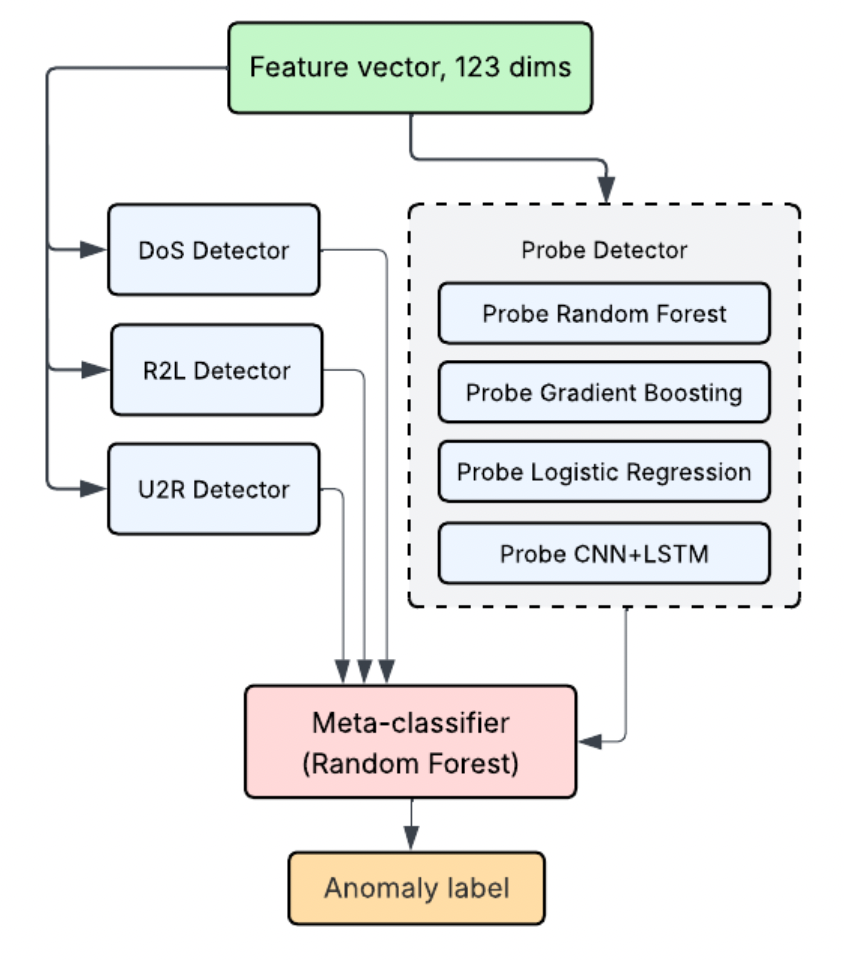 Feature vector, 123 dims
DoS Detector
R2L Detector
U2R Detector
Probe Detector
Probe Random Forest
Probe Gradient Boosting
Probe Logistic Regression
Probe CNN+LSTM
Meta-classifier
(Random Forest)
Anomaly label